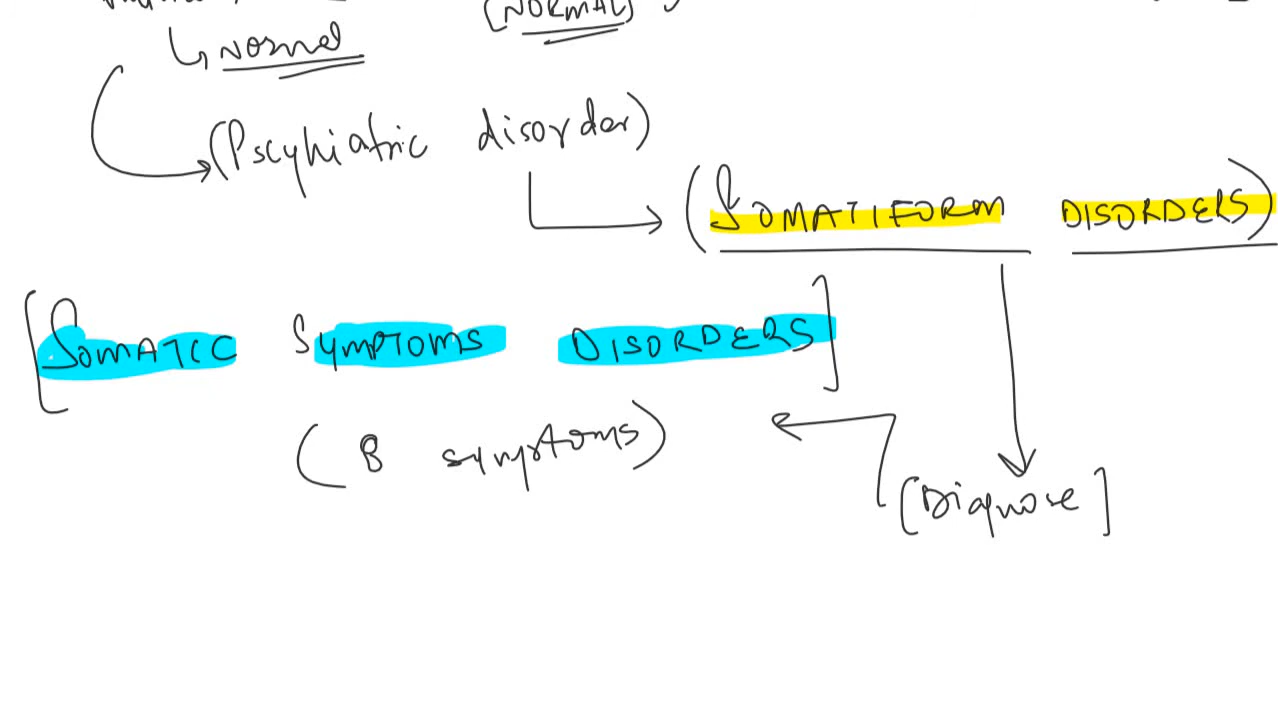 (NORMAL)
↳ Normal
(Pscyhiatric disorder)
(SOMATIFORM DISORDERS)
[SOMATIC SYMPTOMS DISORDERS]
(8 symptoms)
[Diagnose]